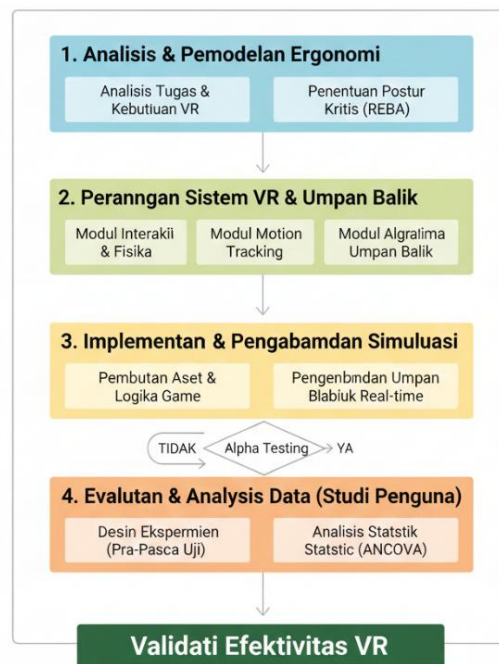 1. Analisis & Pemodelan Ergonomi
Analisis Tugas &
Kebutiuan VR
Penentuan Postur
Kritis (REBA)
2. Peranngan Sistem VR & Umpan Balik
Modul Interakii
& Fisika
Modul Motion
Tracking
Modul Algralima
Umpan Balik
3. Implementan & Pengabamdan Simuluasi
Pembutan Aset &
Logika Game
Pengenbmdan Umpan
Blabiuk Real-time
TIDAK
Alpha Testing
YA
4. Evalutan & Analysis Data (Studi Penguna)
Desin Ekspermien
(Pra-Pasca Uji)
Analisis Statstik
Statstic (ANCOVA)
Validati Efektivitas VR